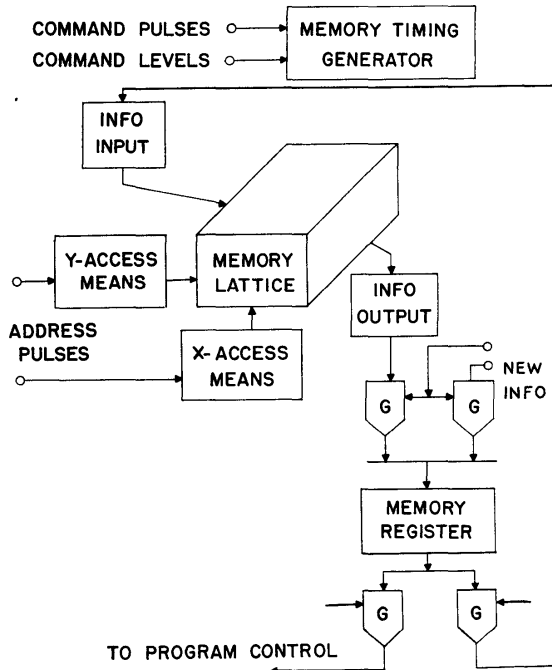 COMMAND PULSES
COMMAND LEVELS
MEMORY TIMING
GENERATOR
INFO
INPUT
Y-ACCESS
MEANS
MEMORY
LATTICE
INFO
OUTPUT
ADDRESS
PULSES
X-ACCESS
MEANS
G
G
NEW
INFO
MEMORY
REGISTER
G
G
TO PROGRAM CONTROL